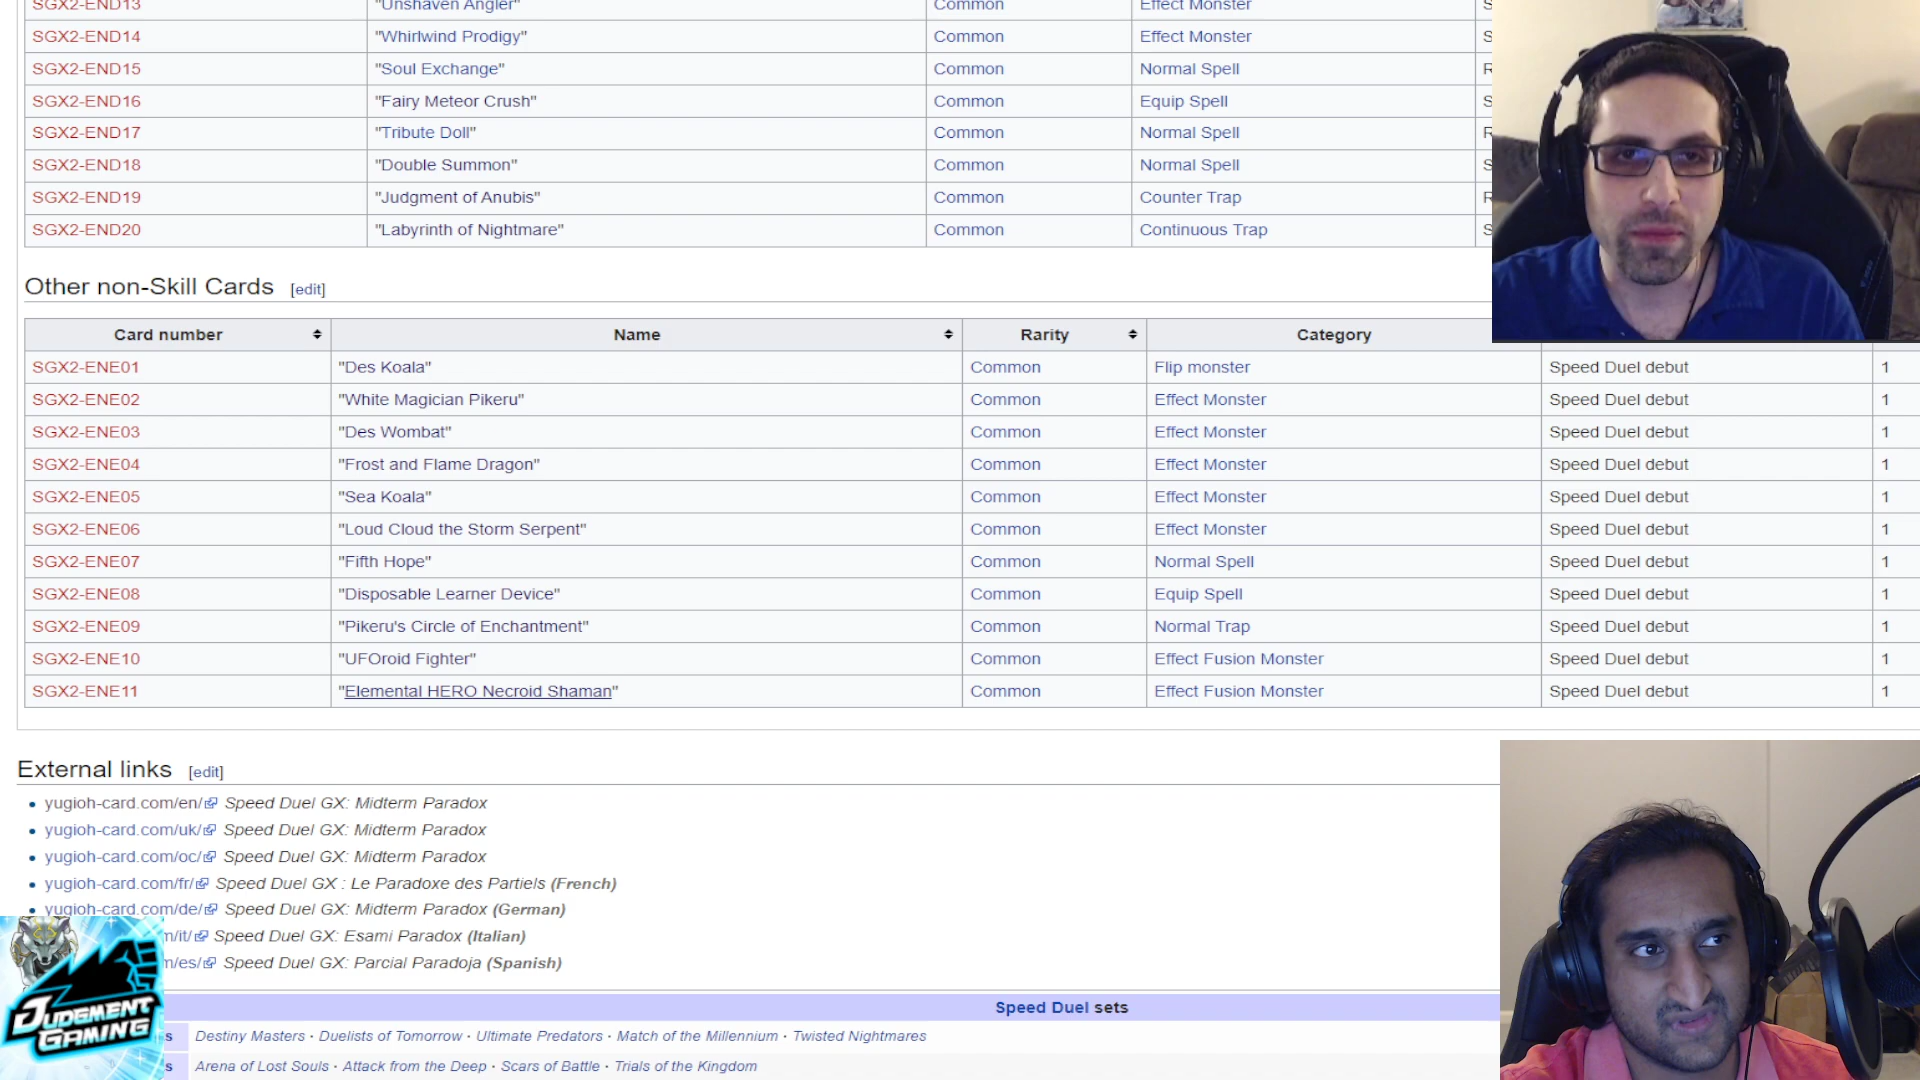 SGX2-END13 "Unshaven Angler" Common Effect Monster S
SGX2-END14 "Whirlwind Prodigy" Common Effect Monster S
SGX2-END15 "Soul Exchange" Common Normal Spell R
SGX2-END16 "Fairy Meteor Crush" Common Equip Spell S
SGX2-END17 "Tribute Doll" Common Normal Spell R
SGX2-END18 "Double Summon" Common Normal Spell S
SGX2-END19 "Judgment of Anubis" Common Counter Trap R
SGX2-END20 "Labyrinth of Nightmare" Common Continuous Trap S
Other non-Skill Cards [edit]
Card number Name Rarity Category
SGX2-ENE01 "Des Koala" Common Flip monster Speed Duel debut 1
SGX2-ENE02 "White Magician Pikeru" Common Effect Monster Speed Duel debut 1
SGX2-ENE03 "Des Wombat" Common Effect Monster Speed Duel debut 1
SGX2-ENE04 "Frost and Flame Dragon" Common Effect Monster Speed Duel debut 1
SGX2-ENE05 "Sea Koala" Common Effect Monster Speed Duel debut 1
SGX2-ENE06 "Loud Cloud the Storm Serpent" Common Effect Monster Speed Duel debut 1
SGX2-ENE07 "Fifth Hope" Common Normal Spell Speed Duel debut 1
SGX2-ENE08 "Disposable Learner Device" Common Equip Spell Speed Duel debut 1
SGX2-ENE09 "Pikeru's Circle of Enchantment" Common Normal Trap Speed Duel debut 1
SGX2-ENE10 "UFOroid Fighter" Common Effect Fusion Monster Speed Duel debut 1
SGX2-ENE11 "Elemental HERO Necroid Shaman" Common Effect Fusion Monster Speed Duel debut 1
External links [edit]
• yugioh-card.com/en/ Speed Duel GX: Midterm Paradox
• yugioh-card.com/uk/ Speed Duel GX: Midterm Paradox
• yugioh-card.com/oc/ Speed Duel GX: Midterm Paradox
• yugioh-card.com/fr/ Speed Duel GX : Le Paradoxe des Partiels (French)
• yugioh-card.com/de/ Speed Duel GX: Midterm Paradox (German)
m/it/ Speed Duel GX: Esami Paradox (Italian)
m/es/ Speed Duel GX: Parcial Paradoja (Spanish)
JUDGMENT
GAMING
Speed Duel sets
s Destiny Masters · Duelists of Tomorrow · Ultimate Predators · Match of the Millennium · Twisted Nightmares
s Arena of Lost Souls · Attack from the Deep · Scars of Battle · Trials of the Kingdom